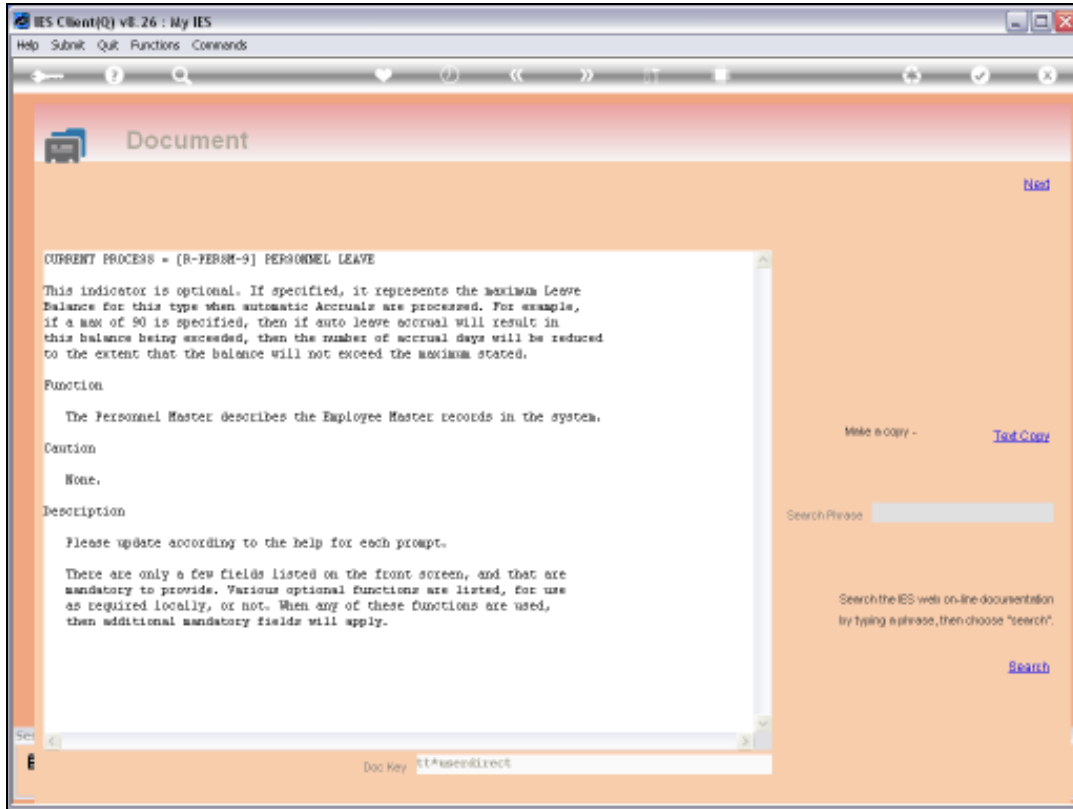 IES Client(Q) v8.26 : My IES
Help Submit Quit Functions Commands
Document
Next
CURRENT PROCESS = [R-PERSM-9] PERSONNEL LEAVE
This indicator is optional. If specified, it represents the maximum Leave
Balance for this type when automatic Accruals are processed. For example,
if a max of 90 is specified, then if auto leave accrual will result in
this balance being exceeded, then the number of accrual days will be reduced
to the extent that the balance will not exceed the maximum stated.
Function
The Personnel Master describes the Employee Master records in the system.
Caution
None.
Description
Please update according to the help for each prompt.
There are only a few fields listed on the front screen, and that are
mandatory to provide. Various optional functions are listed, for use
as required locally, or not. When any of these functions are used,
then additional mandatory fields will apply.
Make a copy -
Text Copy
Search Phrase
Search the IES web on-line documentation
by typing a phrase, then choose "search".
Search
Doc Key tt*userdirect